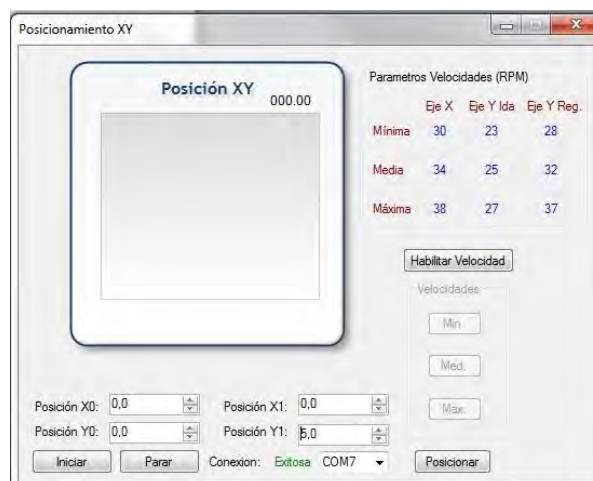 Posicionamiento XY
Posición XY
000.00
Parametros Velocidades (RPM)
Eje X Eje Y Ida Eje Y Reg.
Mínima 30 23 28
Media 34 25 32
Máxima 38 27 37
Habilitar Velocidad
Velocidades
Min
Med.
Max.
Posición X0: 0,0 Posición X1: 0,0
Posición Y0: 0,0 Posición Y1: 5,0
Iniciar Parar Conexion: Exitosa COM7 Posicionar